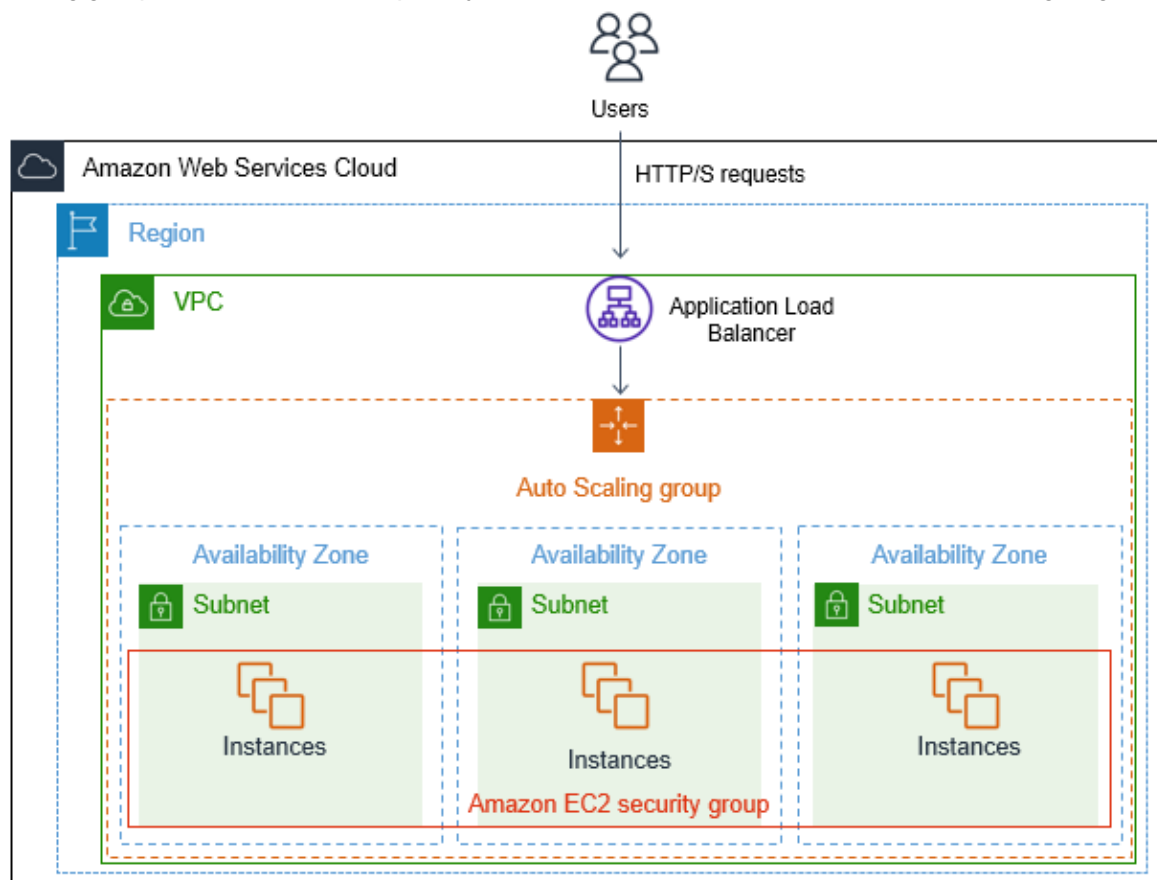 Users
Amazon Web Services Cloud
HTTP/S requests
Region
VPC
Application Load
Balancer
Auto Scaling group
Availability Zone
Availability Zone
Availability Zone
Subnet
Subnet
Subnet
Instances
Instances
Instances
Amazon EC2 security group